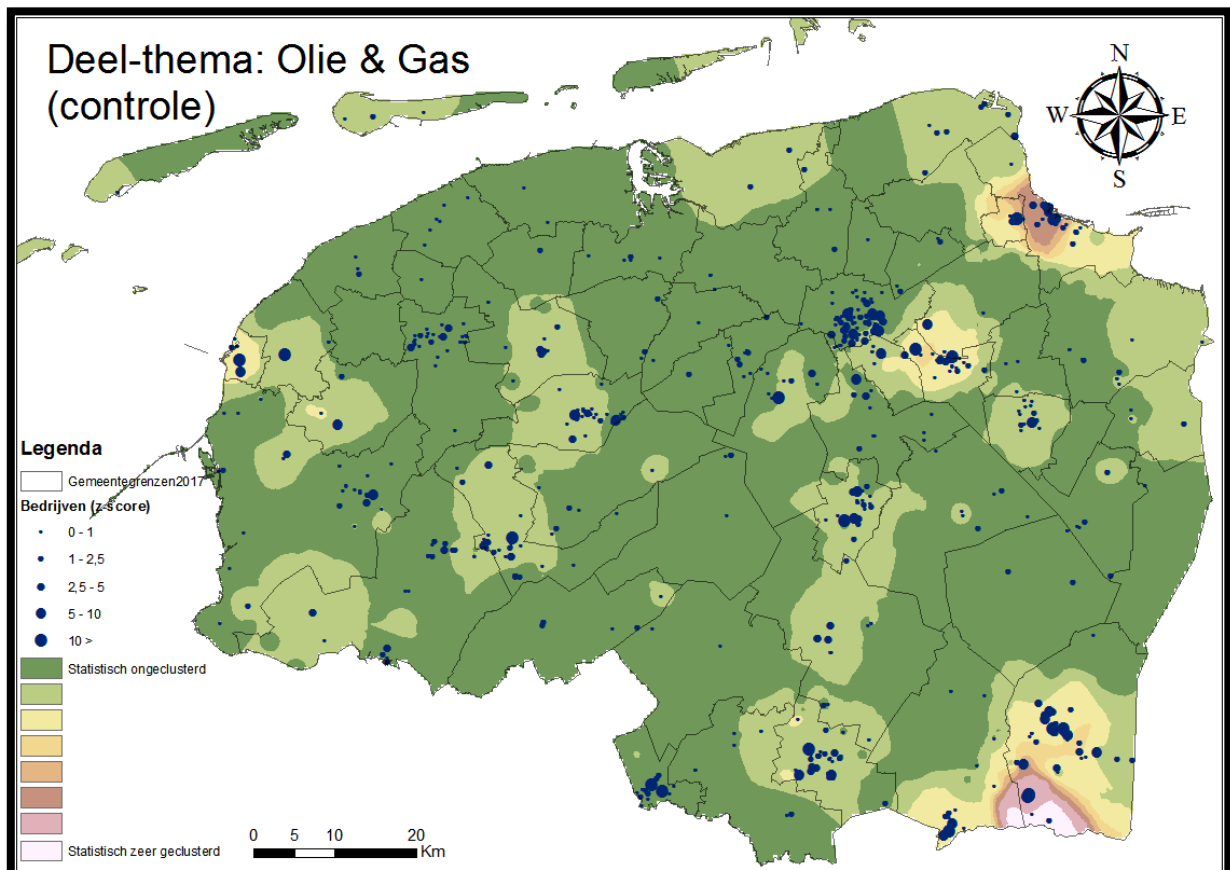 Deel-thema: Olie & Gas
(controle)
N
W
E
S
Legenda
Gemeentegrenzen2017
Bedrijven (z-score)
0 - 1
1 - 2,5
2,5 - 5
5 - 10
10 >
Statistisch ongeclusterd
Statistisch zeer geclusterd
0 5 10 20
Km